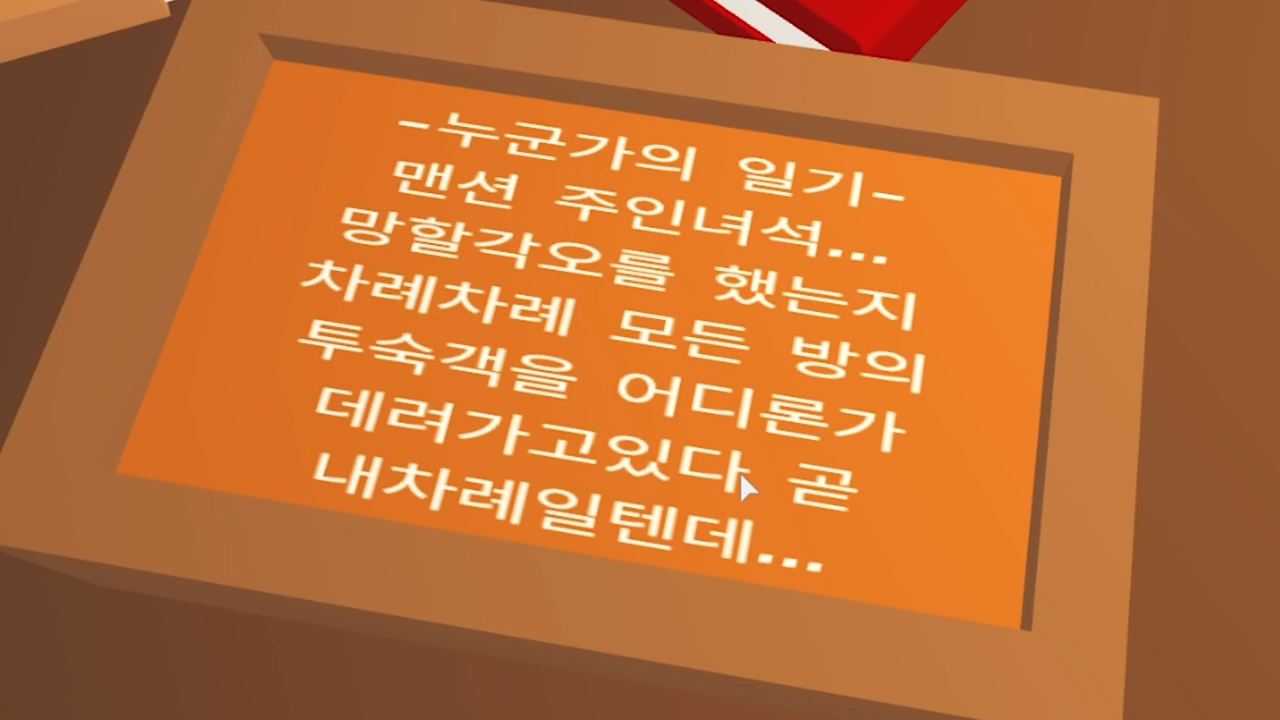 -누군가의 일기-
맨션 주인녀석...
망할각오를 했는지
차례차례 모든 방의
투숙객을 어디론가
데려가고있다 곧
내차례일텐데...